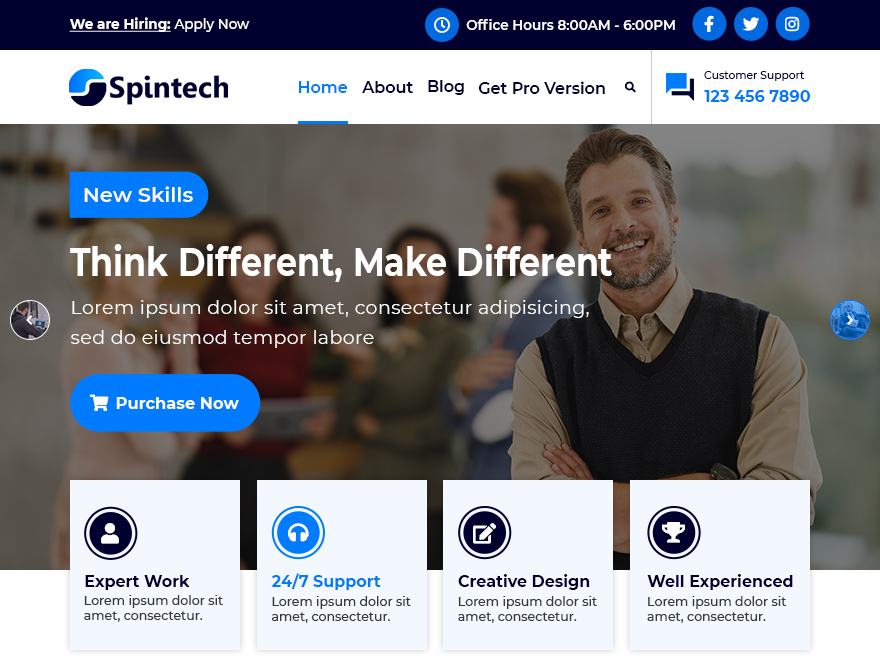 We are Hiring: Apply Now
Office Hours 8:00AM - 6:00PM
Spintech
Home
About
Blog
Get Pro Version
Customer Support
123 456 7890
New Skills
Think Different, Make Different
Lorem ipsum dolor sit amet, consectetur adipisicing,
sed do eiusmod tempor labore
Purchase Now
Expert Work
Lorem ipsum dolor sit
amet, consectetur.
24/7 Support
Lorem ipsum dolor sit
amet, consectetur.
Creative Design
Lorem ipsum dolor sit
amet, consectetur.
Well Experienced
Lorem ipsum dolor sit
amet, consectetur.